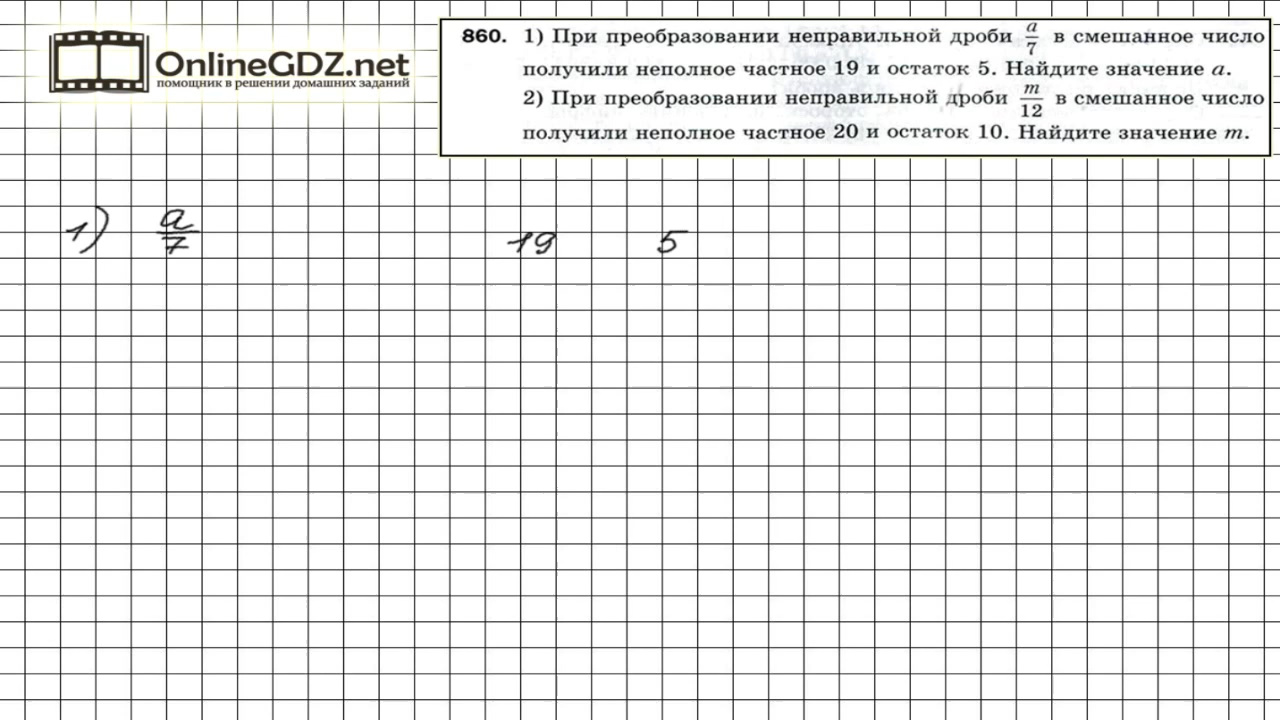 OnlineGDZ.net
помощник в решении домашних заданий
860. 1) При преобразовании неправильной дроби a/7 в смешанное число
получили неполное частное 19 и остаток 5. Найдите значение a.
2) При преобразовании неправильной дроби m/12 в смешанное число
получили неполное частное 20 и остаток 10. Найдите значение m.
1) a/7 19 5